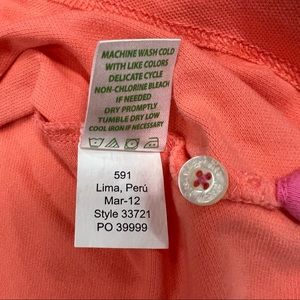 MACHINE WASH COLD
WITH LIKE COLORS
DELICATE CYCLE
NON-CHLORINE BLEACH
IF NEEDED
DRY PROMPTLY
TUMBLE DRY LOW
COOL IRON IF NECESSARY
591
Lima, Perú
Mar-12
Style 33721
PO 39999